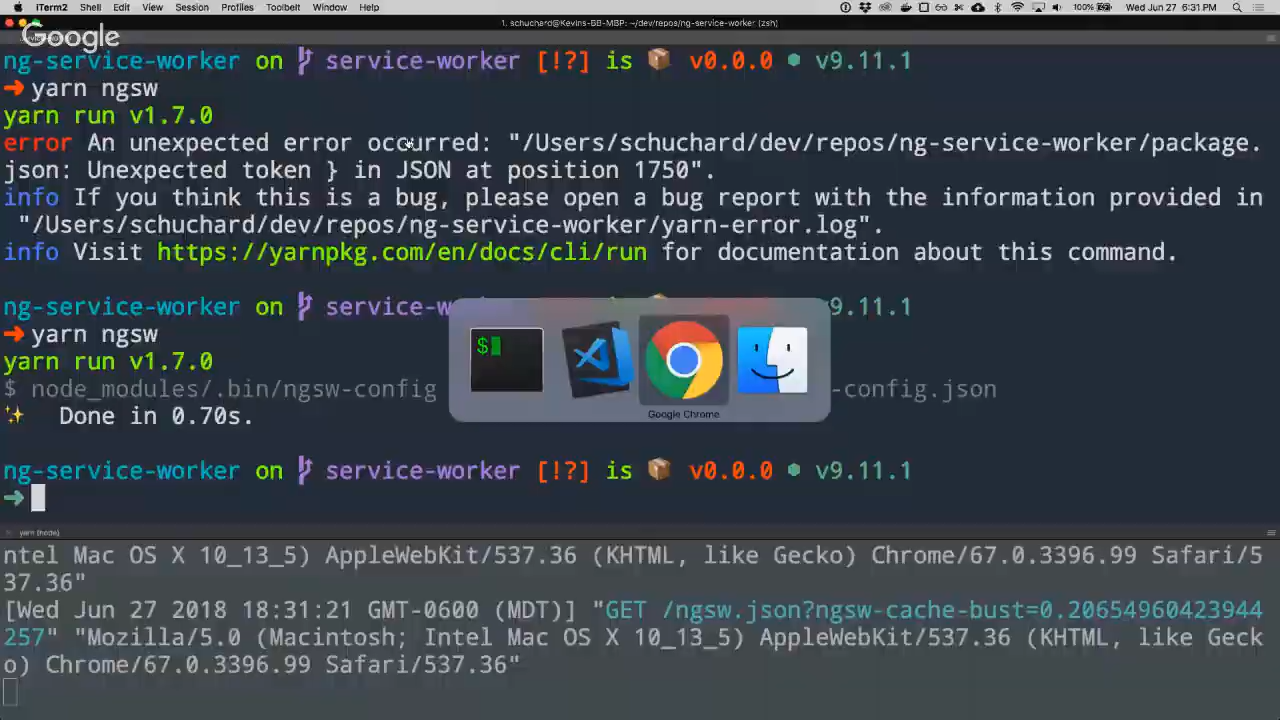 iTerm2 Shell Edit View Session Profiles Toolbelt Window Help 100% Wed Jun 27 6:31 PM
1. schuchard@Kevins-BB-MBP: ~/dev/repos/ng-service-worker (zsh)
Google
ng-service-worker on service-worker [!?] is 📦 v0.0.0 v9.11.1
➜ yarn ngsw
yarn run v1.7.0
error An unexpected error occurred: "/Users/schuchard/dev/repos/ng-service-worker/package.
json: Unexpected token } in JSON at position 1750".
info If you think this is a bug, please open a bug report with the information provided in
"/Users/schuchard/dev/repos/ng-service-worker/yarn-error.log".
info Visit https://yarnpkg.com/en/docs/cli/run for documentation about this command.
ng-service-worker on service-w v9.11.1
➜ yarn ngsw
yarn run v1.7.0
$ node_modules/.bin/ngsw-config -config.json
✨ Done in 0.70s.
$
Google Chrome
ng-service-worker on service-worker [!?] is 📦 v0.0.0 v9.11.1
➜
yarn (node)
ntel Mac OS X 10_13_5) AppleWebKit/537.36 (KHTML, like Gecko) Chrome/67.0.3396.99 Safari/5
37.36"
[Wed Jun 27 2018 18:31:21 GMT-0600 (MDT)] "GET /ngsw.json?ngsw-cache-bust=0.20654960423944
257" "Mozilla/5.0 (Macintosh; Intel Mac OS X 10_13_5) AppleWebKit/537.36 (KHTML, like Geck
o) Chrome/67.0.3396.99 Safari/537.36"